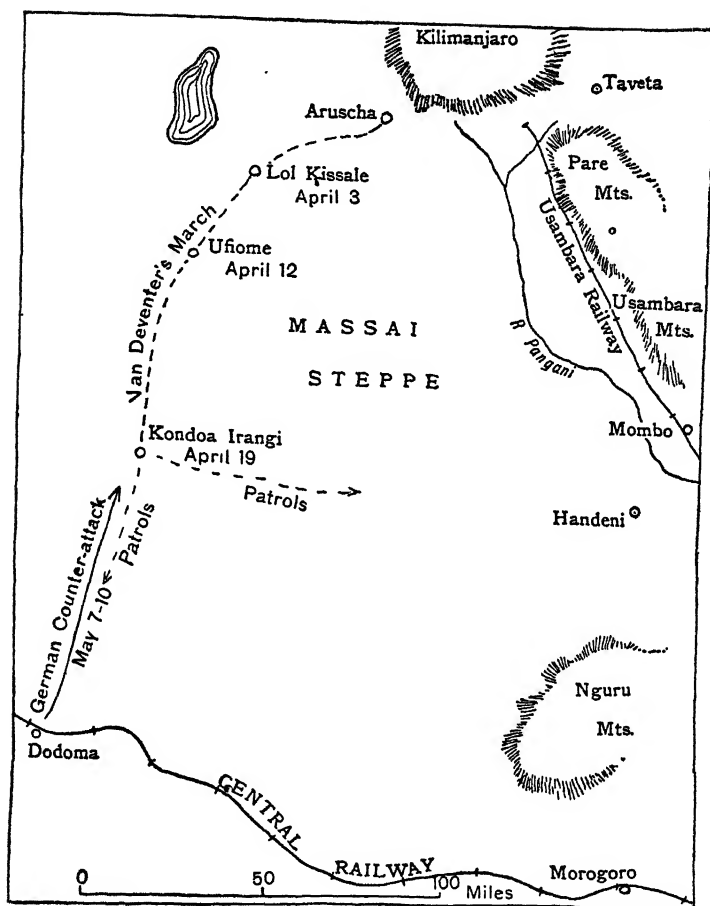 Kilimanjaro
Taveta
Aruscha
Lol Kissale
April 3
Pare
Mts.
Ufiome
April 12
Van Deventer's March
Usambara Railway
Usambara
Mts.
MASSAI
STEPPE
R Pangani
Kondoa Irangi
April 19
Mombo
Patrols
Patrols
Handeni
German Counter-attack
May 7-10
Nguru
Mts.
Dodoma
CENTRAL
RAILWAY
Morogoro
0 50 100
Miles